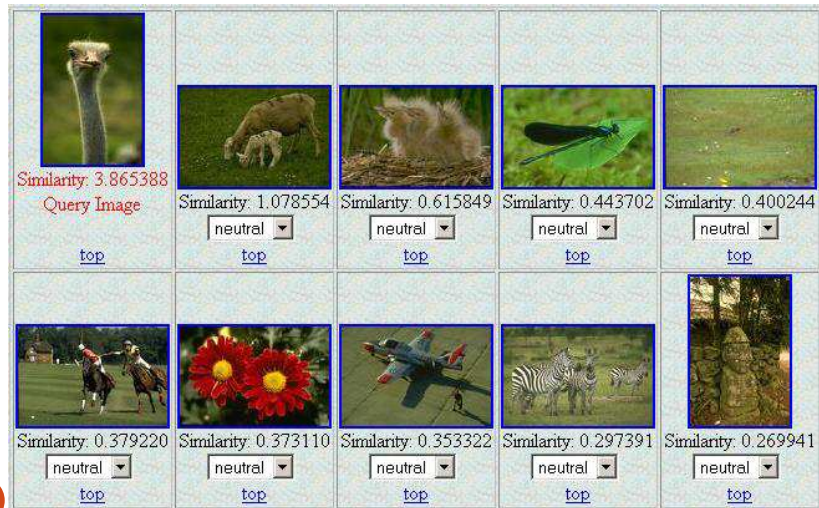 Similarity: 3.865388
Query Image
top
Similarity: 1.078554
neutral
top
Similarity: 0.615849
neutral
top
Similarity: 0.443702
neutral
top
Similarity: 0.400244
neutral
top
Similarity: 0.379220
neutral
top
Similarity: 0.373110
neutral
top
Similarity: 0.353322
neutral
top
Similarity: 0.297391
neutral
top
Similarity: 0.269941
neutral
top